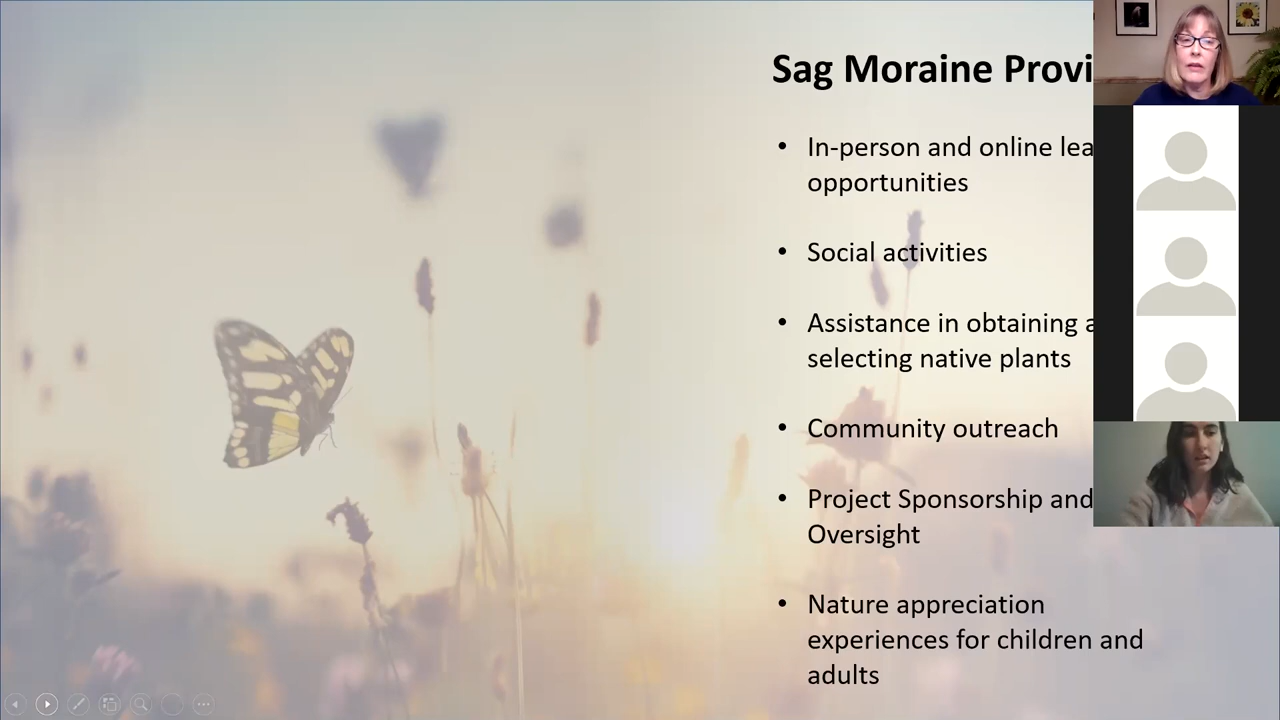 Sag Moraine Provi
• In-person and online lea
opportunities
• Social activities
• Assistance in obtaining a
selecting native plants
• Community outreach
• Project Sponsorship and
Oversight
• Nature appreciation
experiences for children and
adults